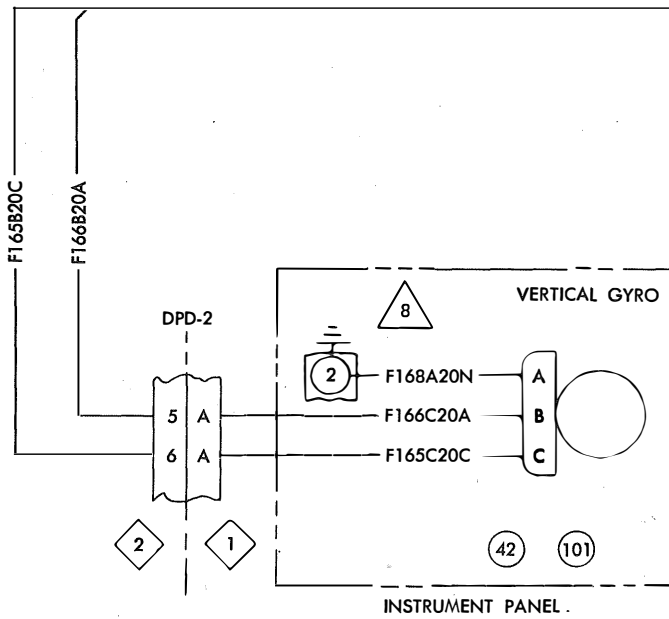 F165B20C
F166B20A
DPD-2
VERTICAL GYRO
8
2
F168A20N
A
5
A
F166C20A
B
6
A
F165C20C
C
2
1
42
101
INSTRUMENT PANEL.